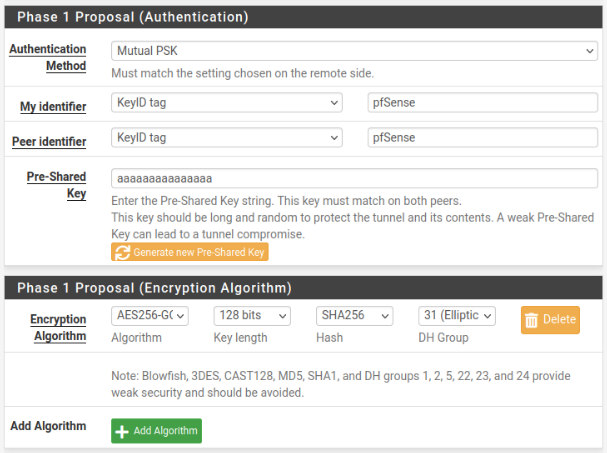 Phase 1 Proposal (Authentication)
Authentication Method
Mutual PSK
Must match the setting chosen on the remote side.
My identifier
KeyID tag
pfSense
Peer identifier
KeyID tag
pfSense
Pre-Shared Key
aaaaaaaaaaaaaaa
Enter the Pre-Shared Key string. This key must match on both peers.
This key should be long and random to protect the tunnel and its contents. A weak Pre-Shared
Key can lead to a tunnel compromise.
Generate new Pre-Shared Key
Phase 1 Proposal (Encryption Algorithm)
Encryption Algorithm
AES256-GC
128 bits
SHA256
31 (Elliptic
Delete
Algorithm
Key length
Hash
DH Group
Note: Blowfish, 3DES, CAST128, MD5, SHA1, and DH groups 1, 2, 5, 22, 23, and 24 provide
weak security and should be avoided.
Add Algorithm
Add Algorithm